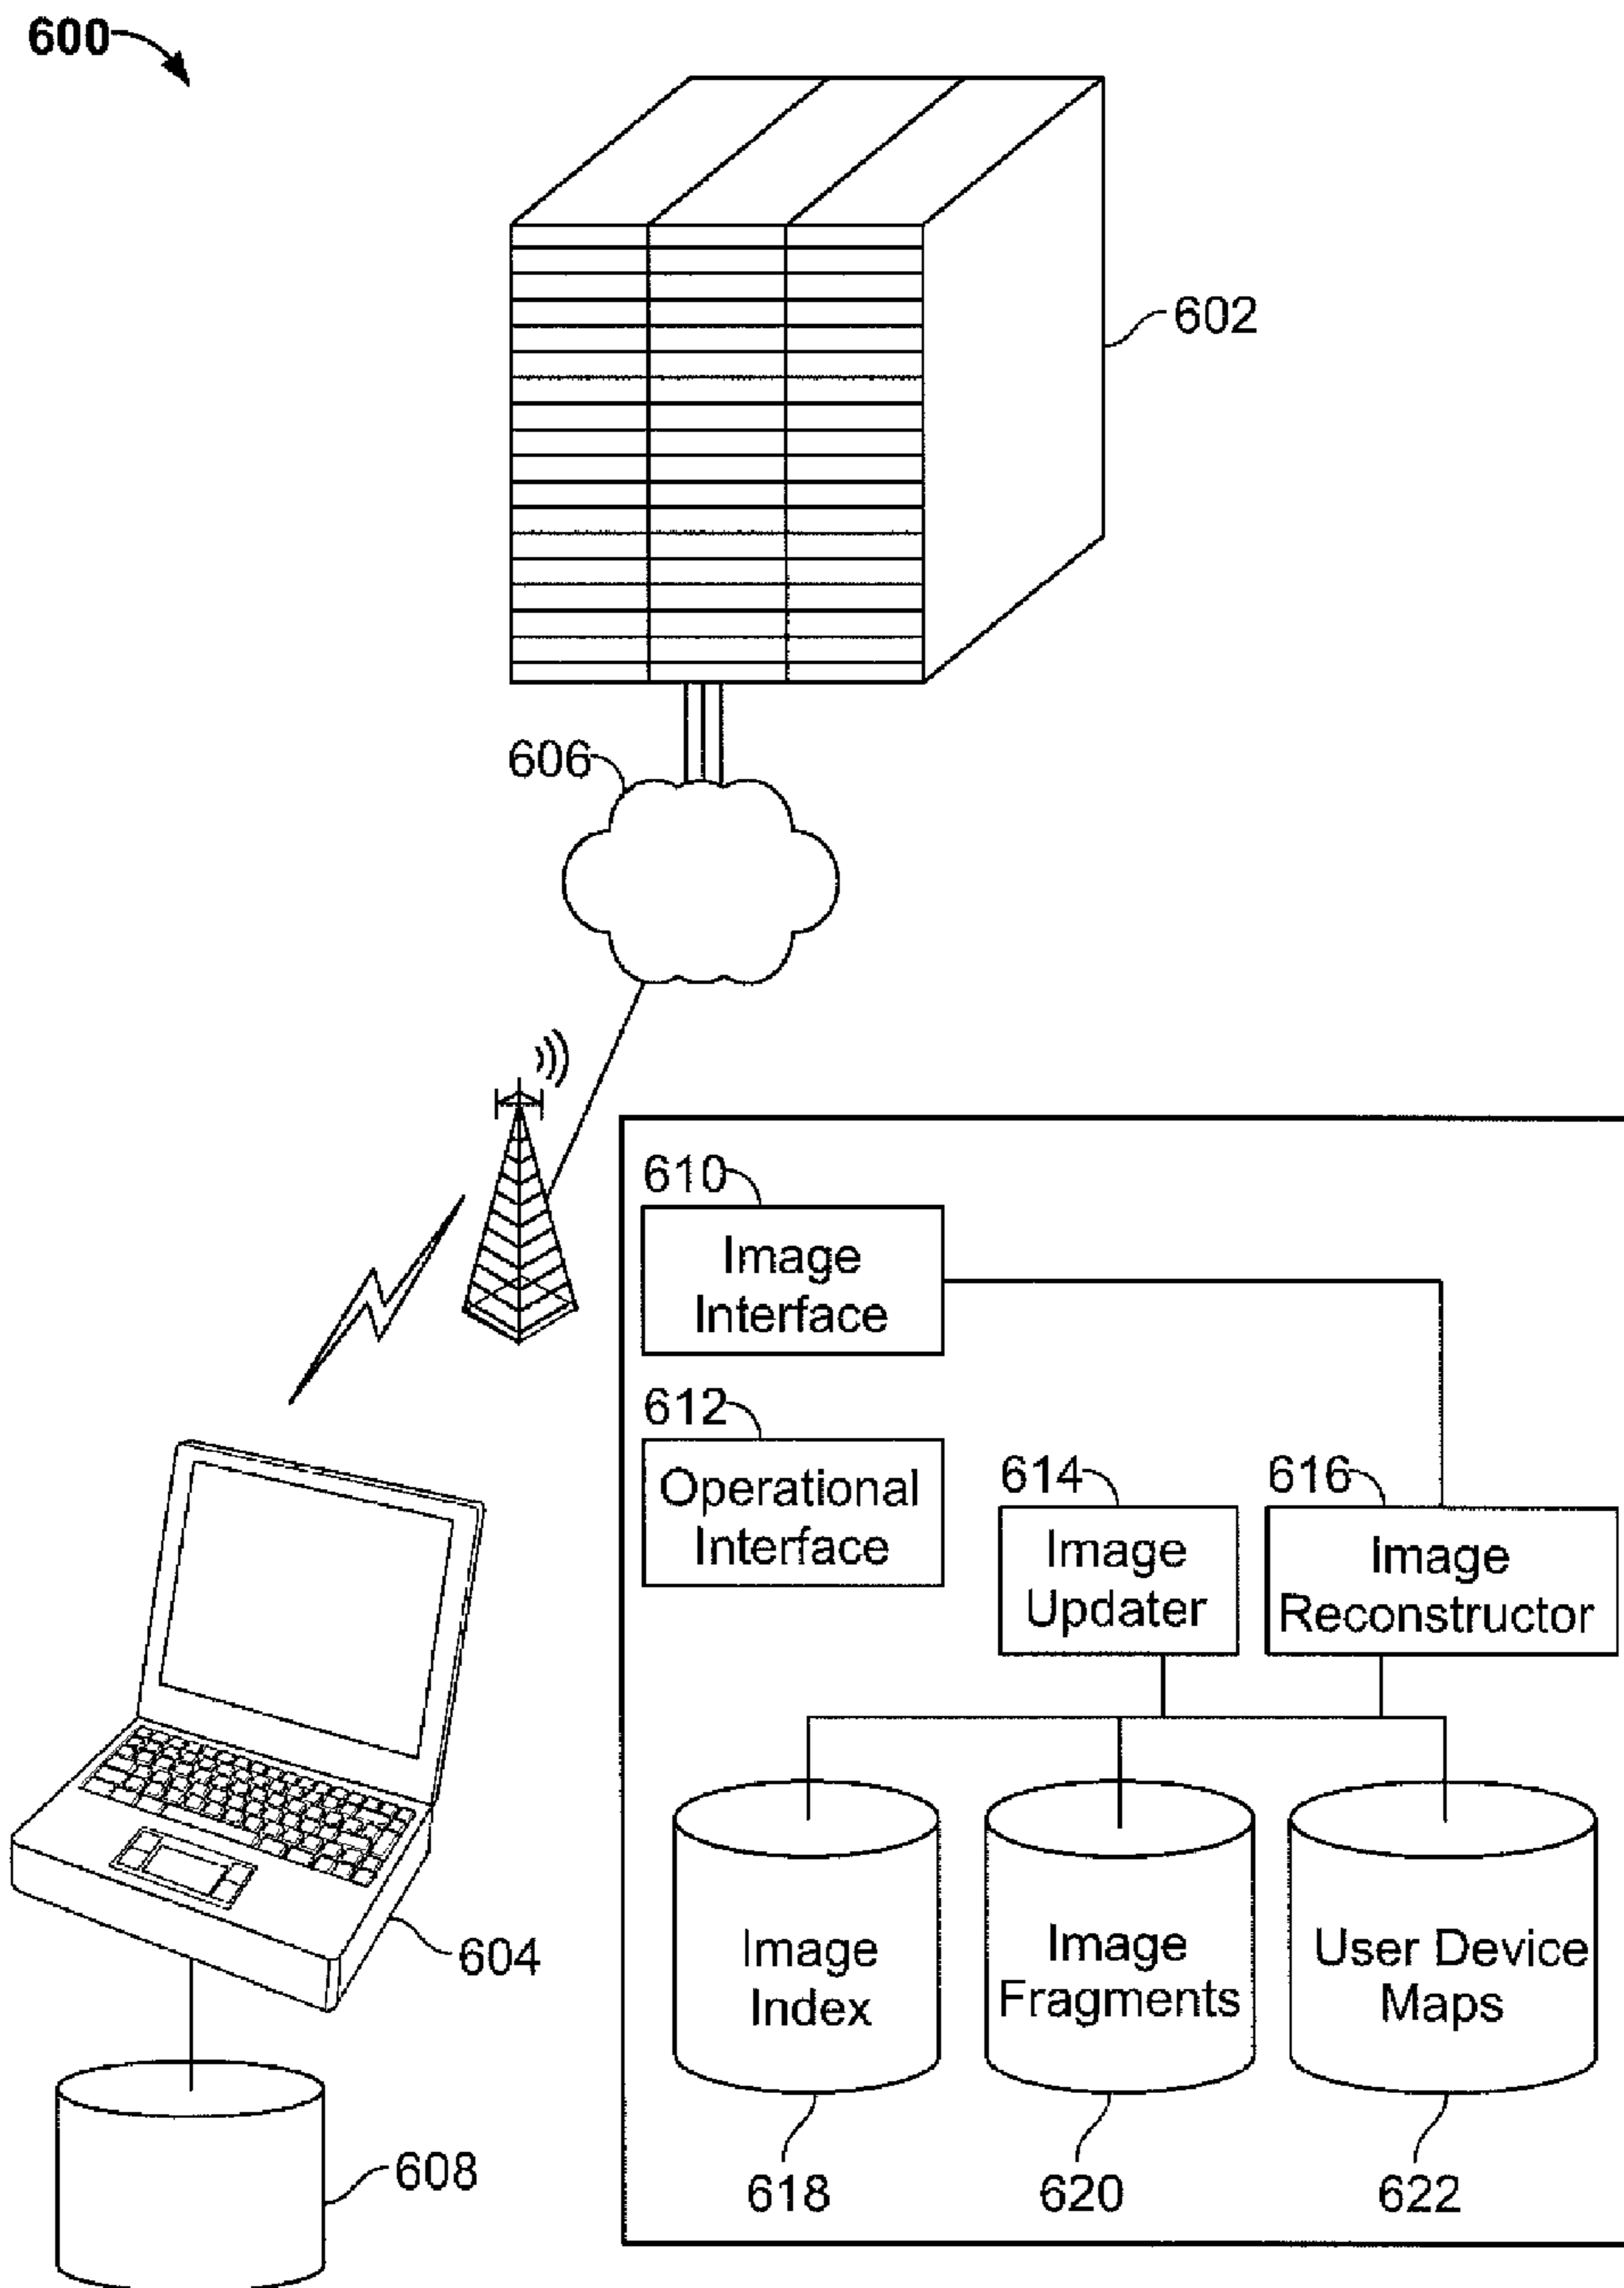 600
602
606
610
Image
Interface
612
Operational
Interface
614
Image
Updater
616
Image
Reconstructor
604
Image
Index
Image
Fragments
User Device
Maps
608
618
620
622